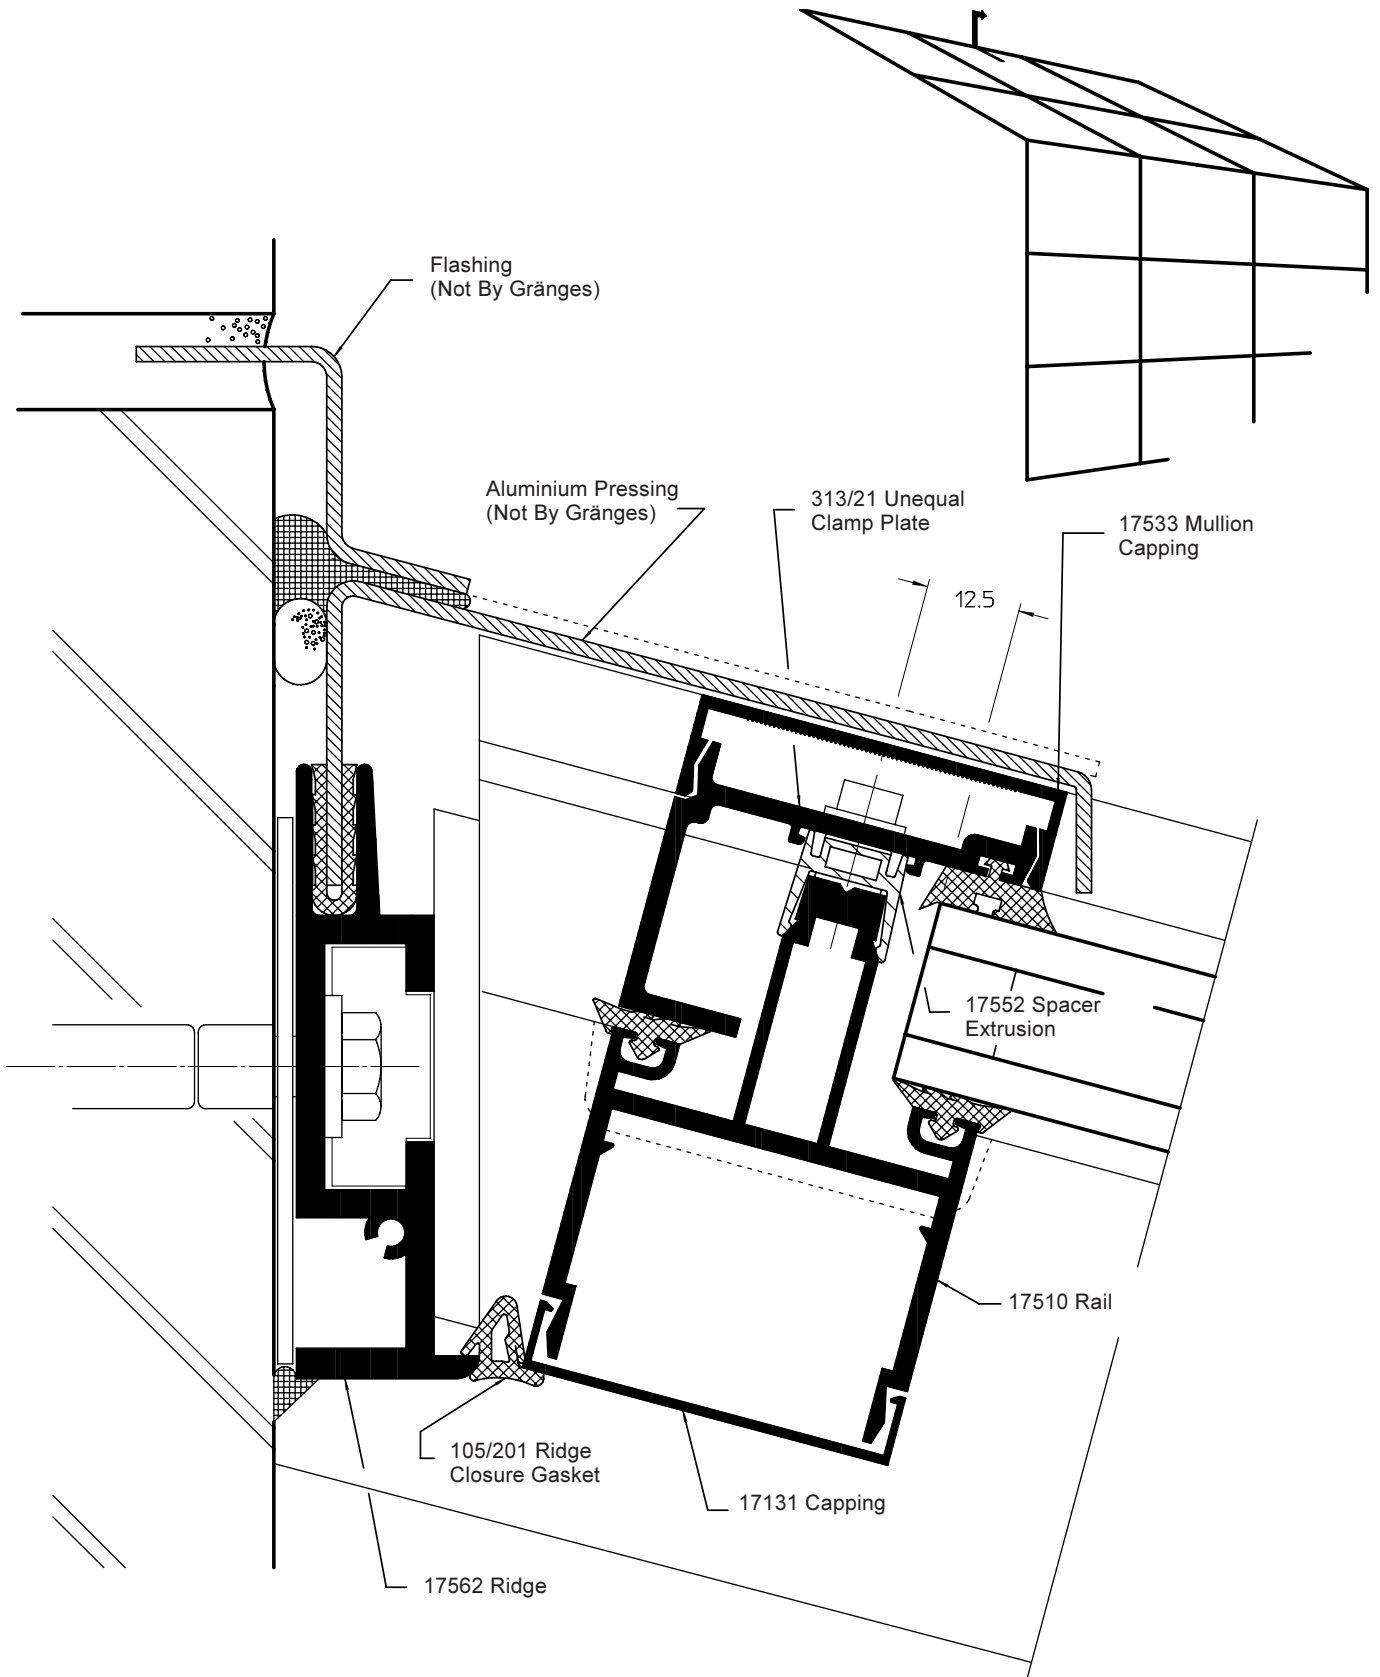 Flashing
(Not By Gränges)
Aluminium Pressing
(Not By Gränges)
313/21 Unequal
Clamp Plate
17533 Mullion
Capping
12.5
17552 Spacer
Extrusion
17510 Rail
105/201 Ridge
Closure Gasket
17131 Capping
17562 Ridge